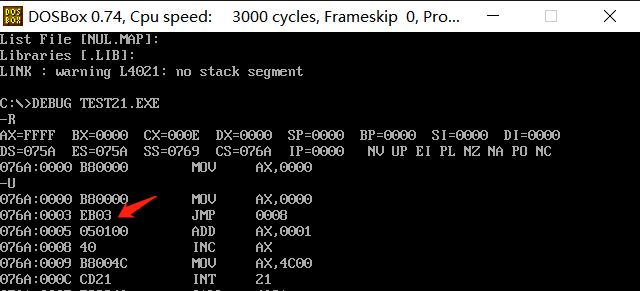 DOSBox 0.74, Cpu speed:    3000 cycles, Frameskip  0, Pro...
List File [NUL.MAP]:
Libraries [.LIB]:
LINK : warning L4021: no stack segment
C:\>DEBUG TEST21.EXE
-R
AX=FFFF  BX=0000  CX=000E  DX=0000  SP=0000  BP=0000  SI=0000  DI=0000
DS=075A  ES=075A  SS=0769  CS=076A  IP=0000   NV UP EI PL NZ NA PO NC
076A:0000 B80000        MOV     AX,0000
-U
076A:0000 B80000        MOV     AX,0000
076A:0003 EB03          JMP     0008
076A:0005 050100        ADD     AX,0001
076A:0008 40            INC     AX
076A:0009 B8004C        MOV     AX,4C00
076A:000C CD21          INT     21